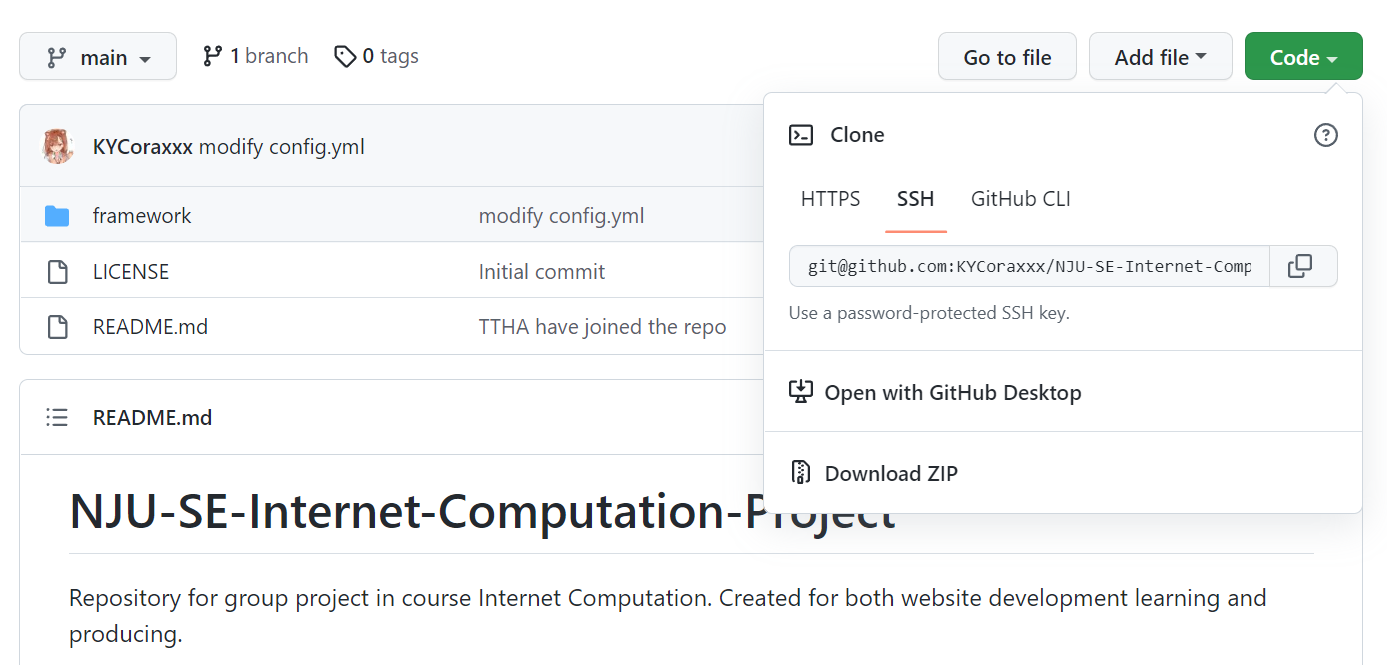 main 1 branch 0 tags Go to file Add file Code
KYCoraxxx modify config.yml
Clone
HTTPS SSH GitHub CLI
framework modify config.yml
git@github.com:KYCoraxxx/NJU-SE-Internet-Comp
LICENSE Initial commit
Use a password-protected SSH key.
README.md TTHA have joined the repo
Open with GitHub Desktop
README.md
Download ZIP
NJU-SE-Internet-Computation-Project
Repository for group project in course Internet Computation. Created for both website development learning and
producing.